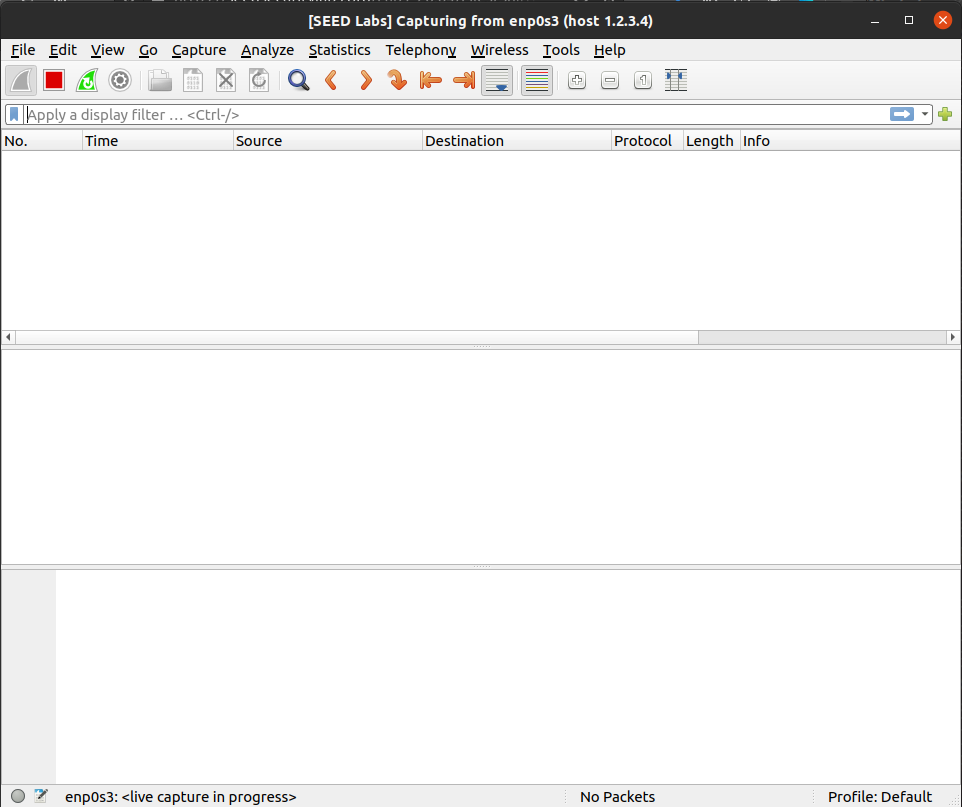 [SEED Labs] Capturing from enp0s3 (host 1.2.3.4)
File Edit View Go Capture Analyze Statistics Telephony Wireless Tools Help
Apply a display filter … <Ctrl-/>
No. Time Source Destination Protocol Length Info
enp0s3: <live capture in progress> No Packets Profile: Default